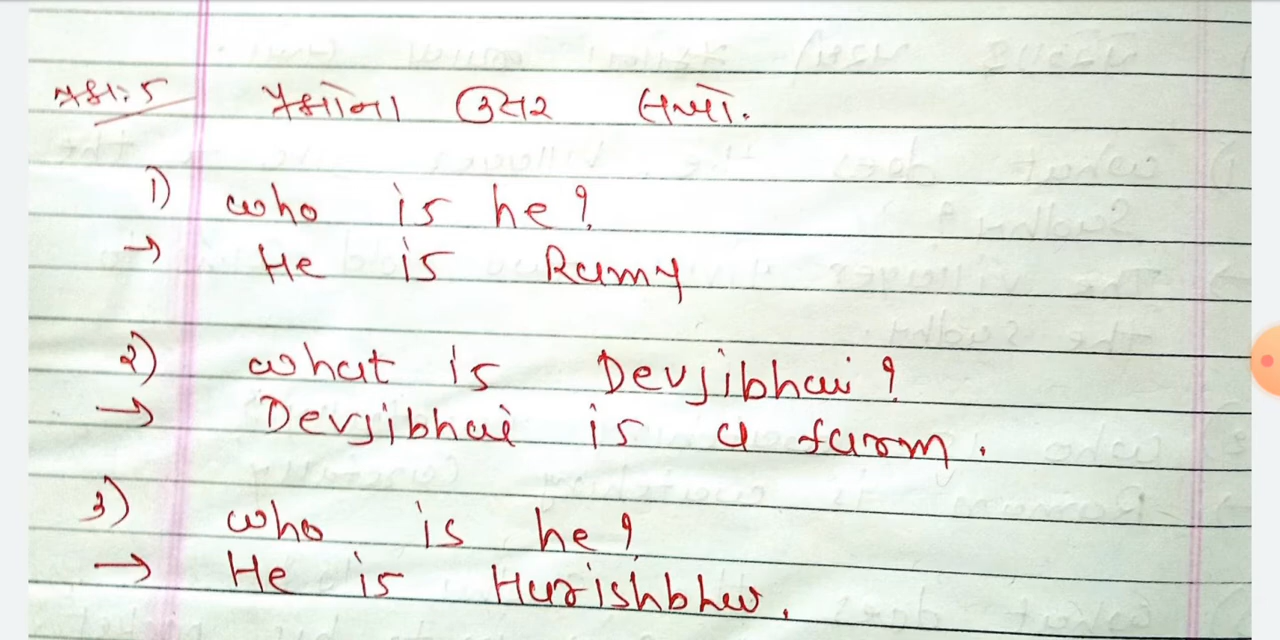 પ્રશ્ન:૬ પ્રશ્નોના ઉત્તર લખો.
1) who is he?
→ He is Ramy
2) what is Devjibhai?
→ Devjibhai is a farm.
3) who is he?
→ He is Harishbhai.